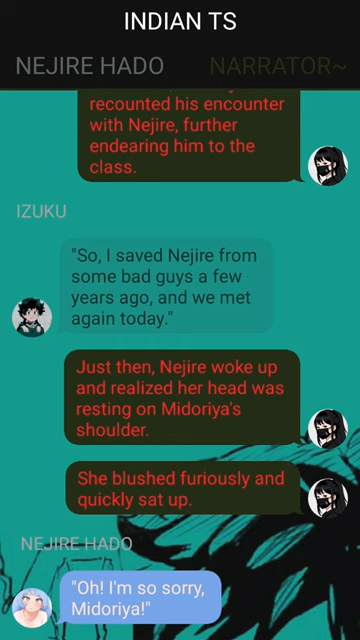 INDIAN TS
NEJIRE HADO NARRATOR~
recounted his encounter
with Nejire, further
endearing him to the
class.
IZUKU
"So, I saved Nejire from
some bad guys a few
years ago, and we met
again today."
Just then, Nejire woke up
and realized her head was
resting on Midoriya's
shoulder.
She blushed furiously and
quickly sat up.
NEJIRE HADO
"Oh! I'm so sorry,
Midoriya!"